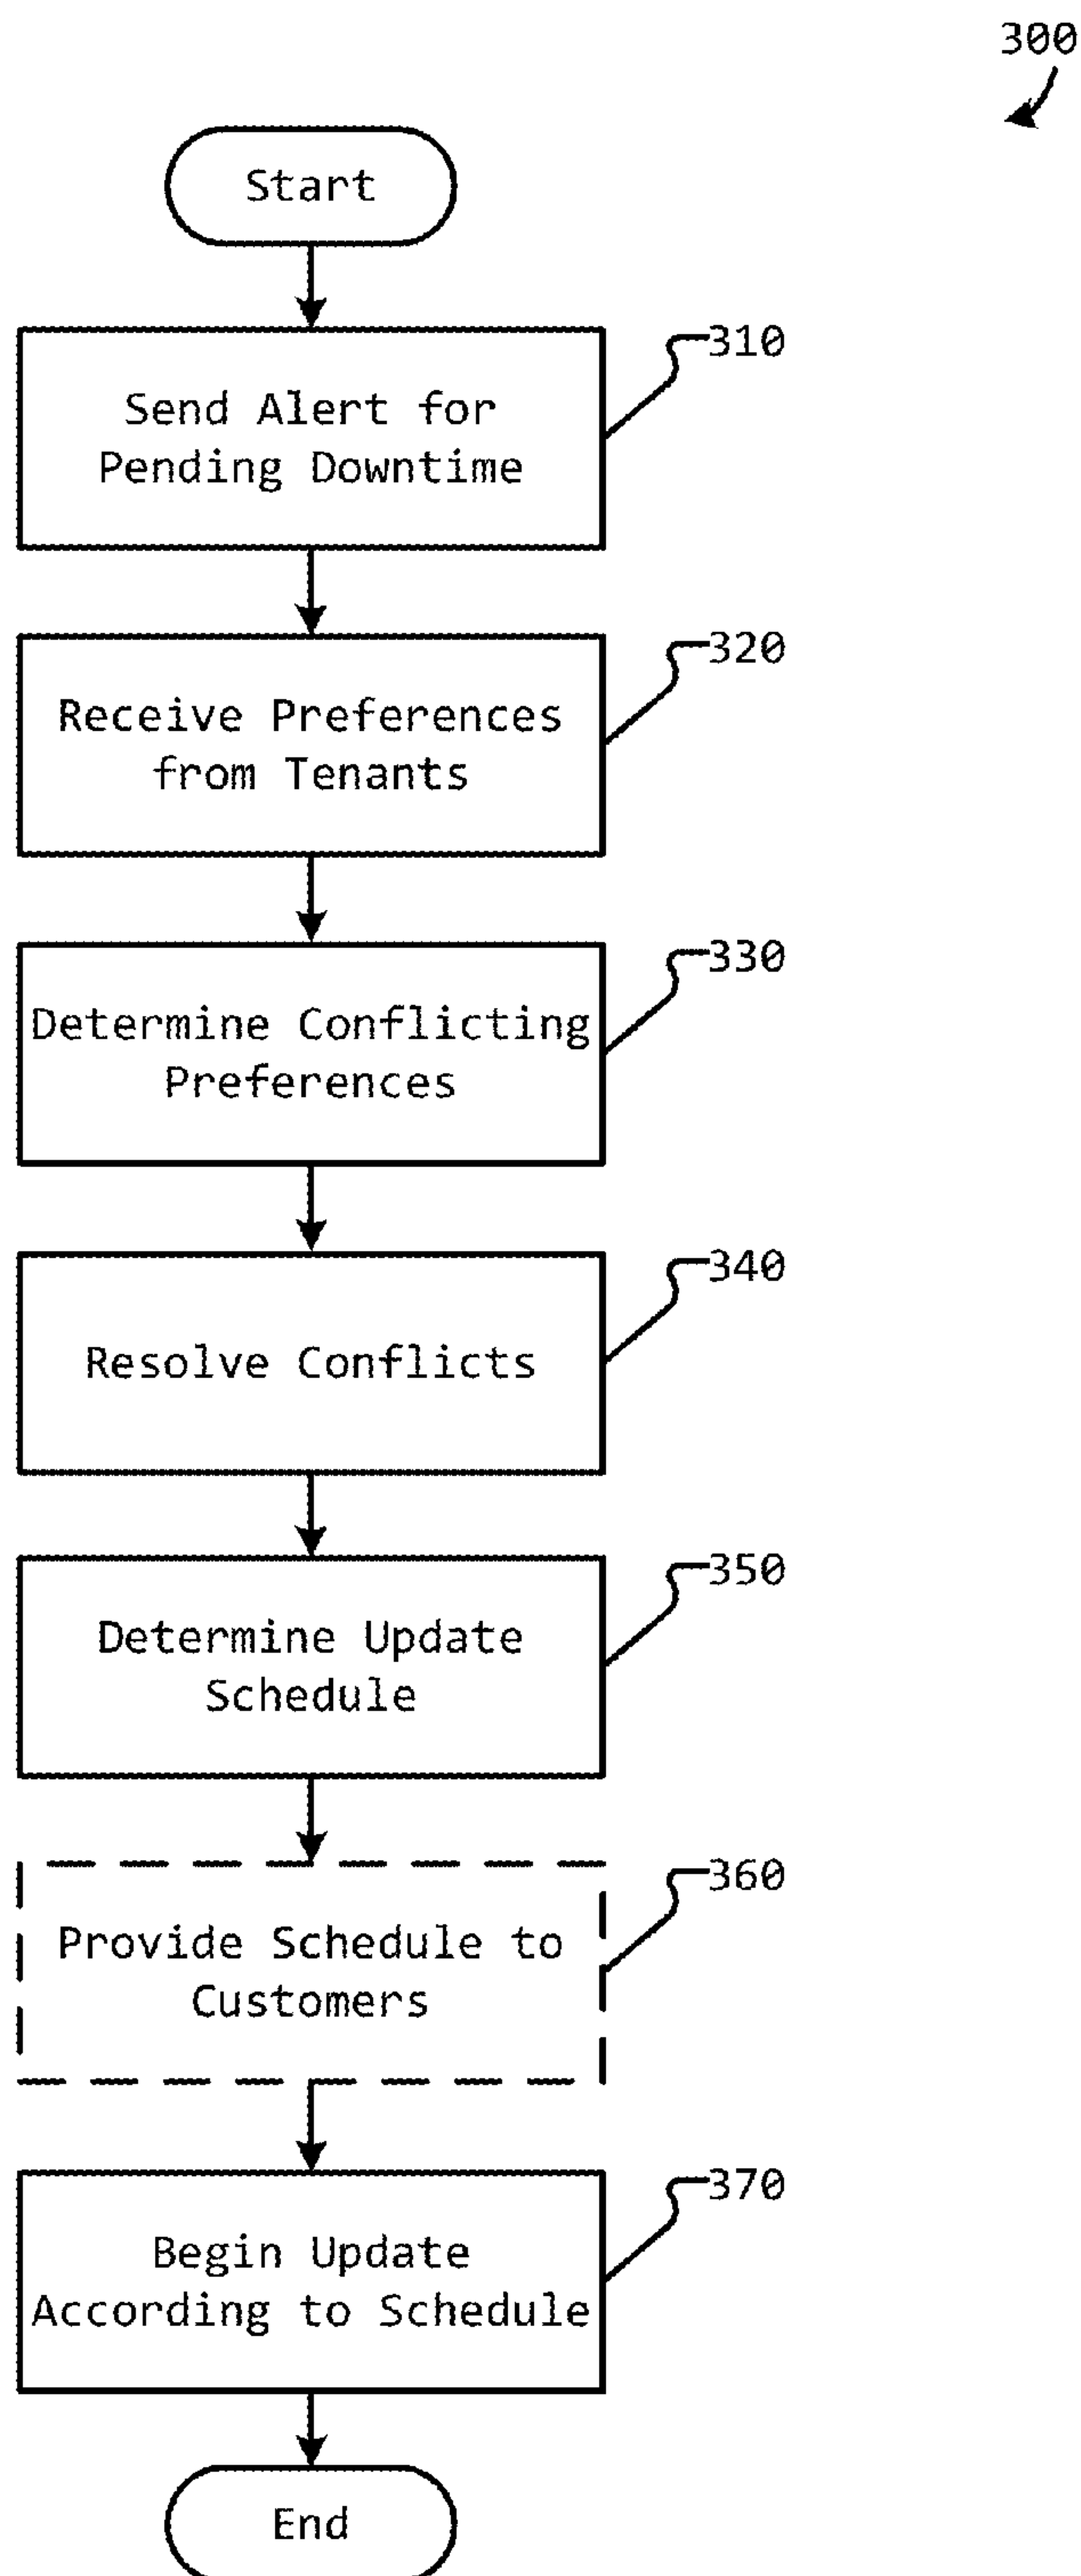 300
Start
310
Send Alert for
Pending Downtime
320
Receive Preferences
from Tenants
330
Determine Conflicting
Preferences
340
Resolve Conflicts
350
Determine Update
Schedule
360
Provide Schedule to
Customers
370
Begin Update
According to Schedule
End